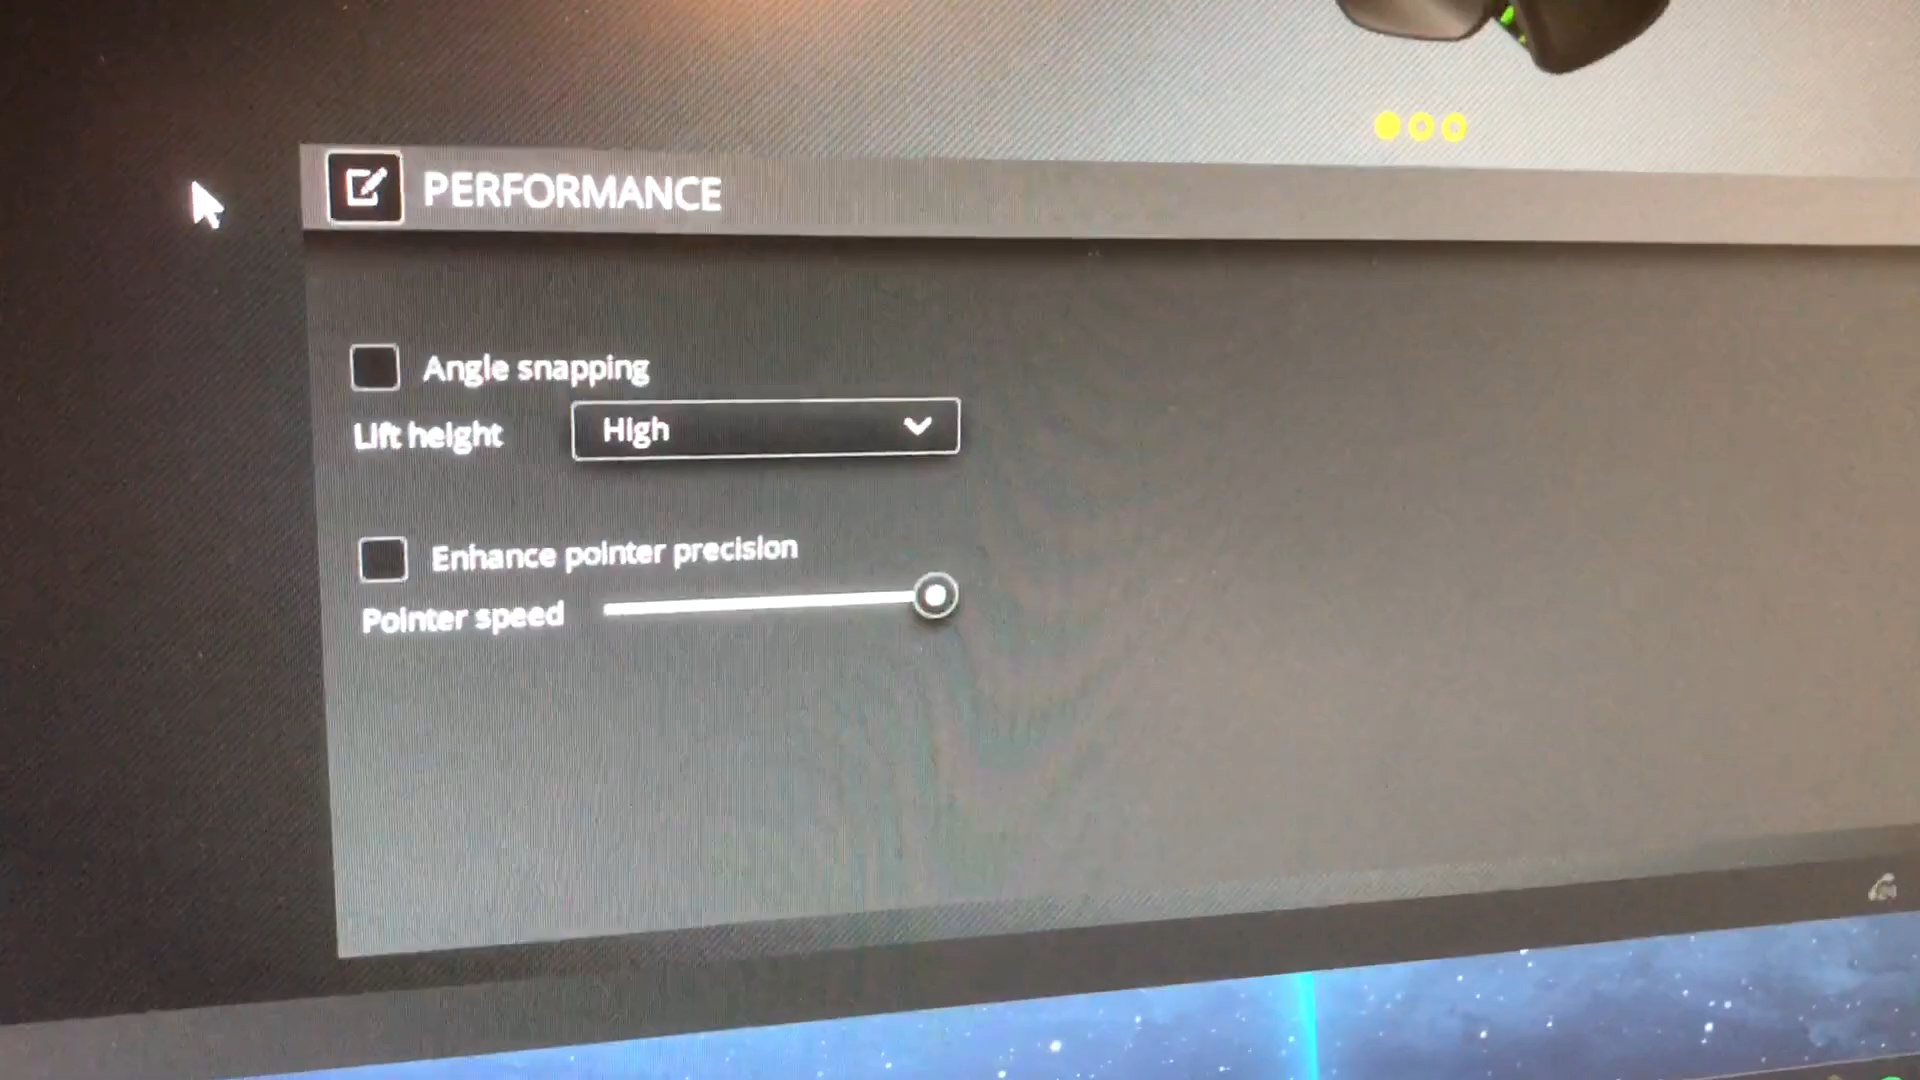 PERFORMANCE
Angle snapping
Lift height
High
Enhance pointer precision
Pointer speed